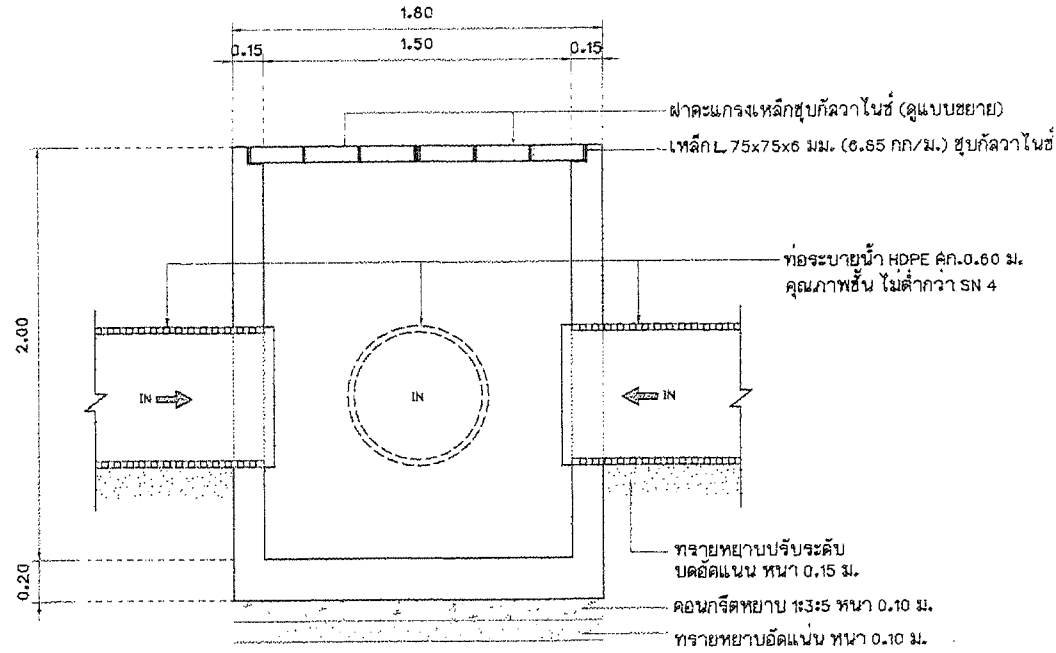 1.80
0.15
1.50
0.15
ฝาตะแกรงเหล็กชุบกัลวาไนซ์ (ดูแบบขยาย)
เหล็ก L 75x75x6 มม. (6.85 กก/ม.) ชุบกัลวาไนซ์
ท่อระบายน้ำ HDPE ศก.0.60 ม.
คุณภาพชั้น ไม่ต่ำกว่า SN 4
2.00
IN
IN
IN
ทรายหยาบปรับระดับ
บดอัดแน่น หนา 0.15 ม.
0.20
คอนกรีตหยาบ 1:3:5 หนา 0.10 ม.
ทรายหยาบอัดแน่น หนา 0.10 ม.